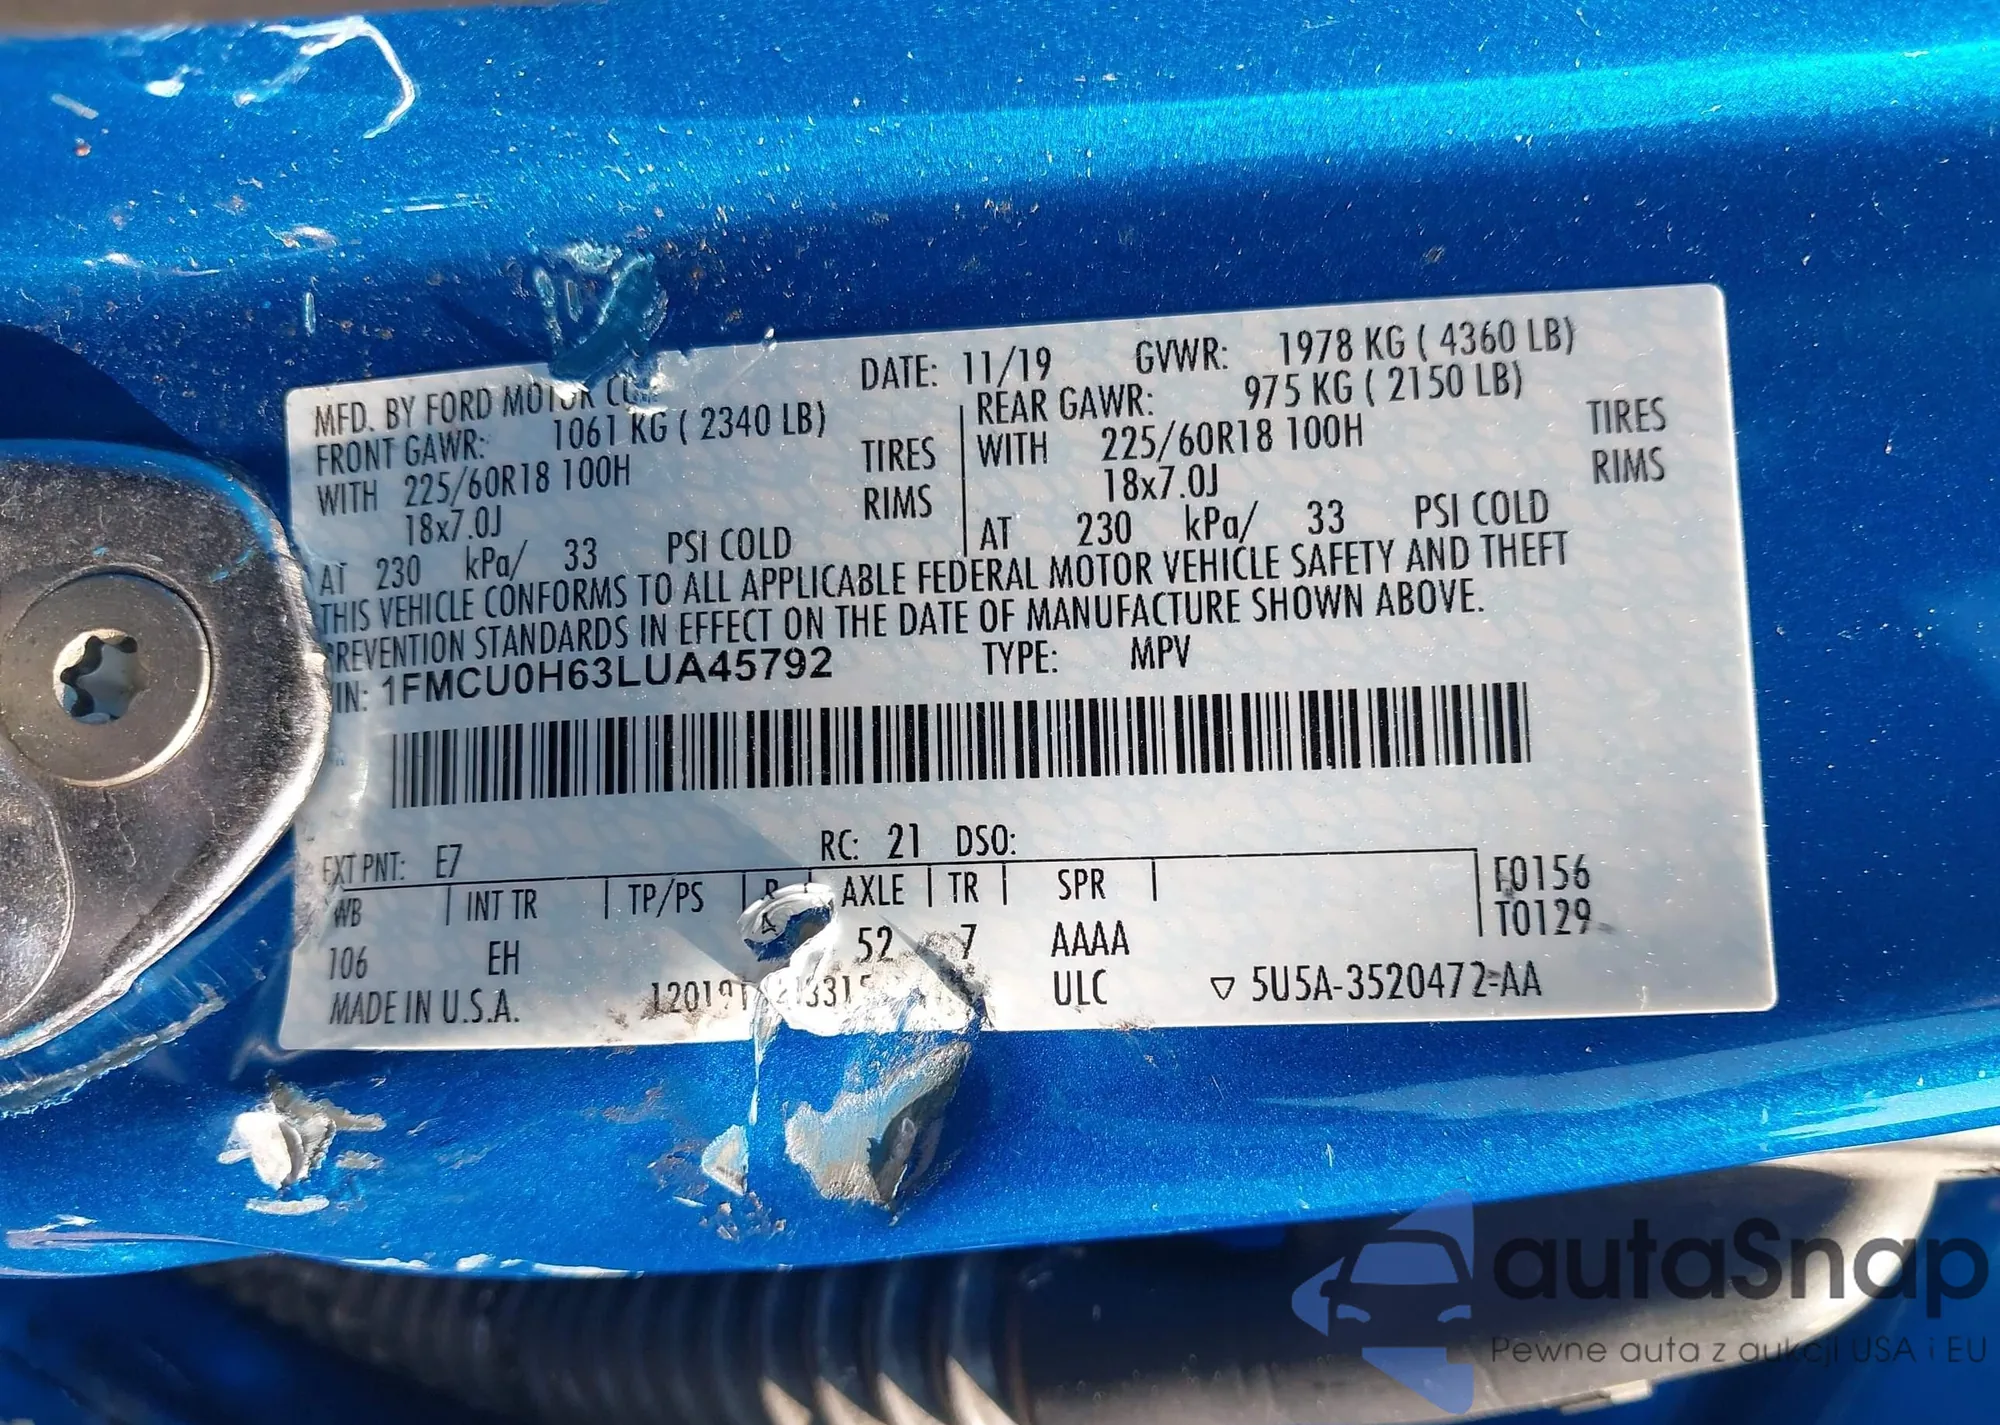 MFD. BY FORD MOTOR CO. DATE: 11/19 GVWR: 1978 KG ( 4360 LB)
FRONT GAWR: 1061 KG ( 2340 LB) REAR GAWR: 975 KG ( 2150 LB)
WITH 225/60R18 100H TIRES WITH 225/60R18 100H TIRES
18x7.0J RIMS 18x7.0J RIMS
AT 230 kPa/ 33 PSI COLD AT 230 kPa/ 33 PSI COLD
THIS VEHICLE CONFORMS TO ALL APPLICABLE FEDERAL MOTOR VEHICLE SAFETY AND THEFT
PREVENTION STANDARDS IN EFFECT ON THE DATE OF MANUFACTURE SHOWN ABOVE.
VIN: 1FMCU0H63LUA45792 TYPE: MPV
EXT PNT: E7 RC: 21 DSO:
WB INT TR TP/PS R AXLE TR SPR F0156
T0129
106 EH 4 52 7 AAAA
MADE IN U.S.A. ULC 5U5A-3520472-AA
autaSnap
Pewne auta z aukcji USA i EU